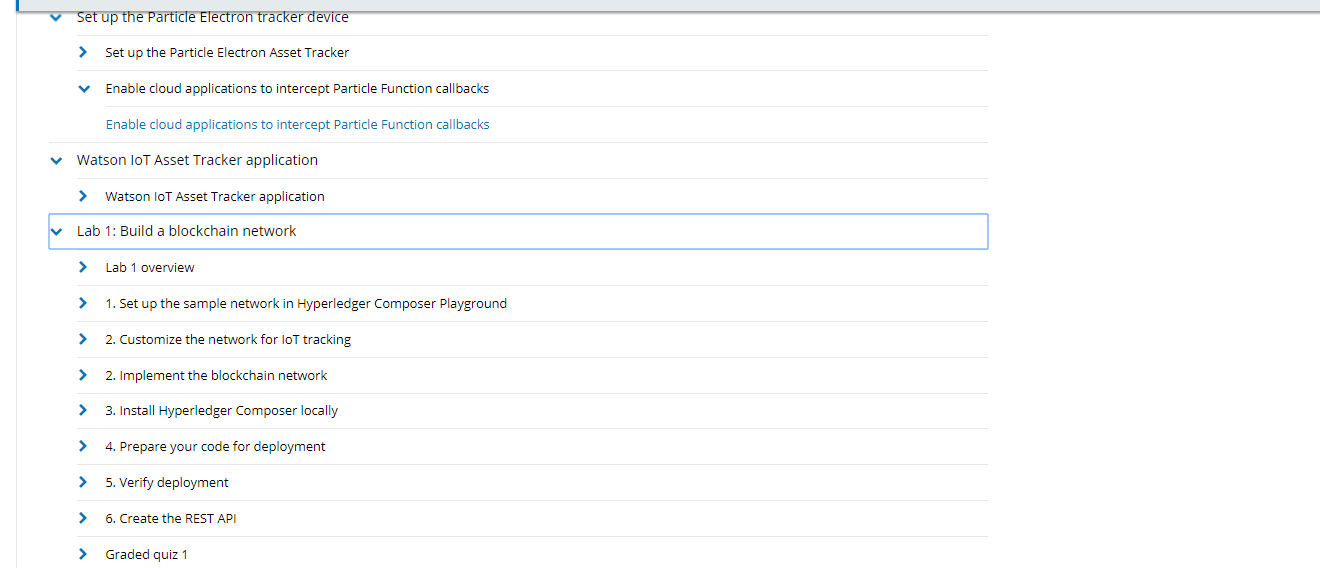 Set up the Particle Electron tracker device
Set up the Particle Electron Asset Tracker
Enable cloud applications to intercept Particle Function callbacks
Enable cloud applications to intercept Particle Function callbacks
Watson IoT Asset Tracker application
Watson IoT Asset Tracker application
Lab 1: Build a blockchain network
Lab 1 overview
1. Set up the sample network in Hyperledger Composer Playground
2. Customize the network for IoT tracking
2. Implement the blockchain network
3. Install Hyperledger Composer locally
4. Prepare your code for deployment
5. Verify deployment
6. Create the REST API
Graded quiz 1